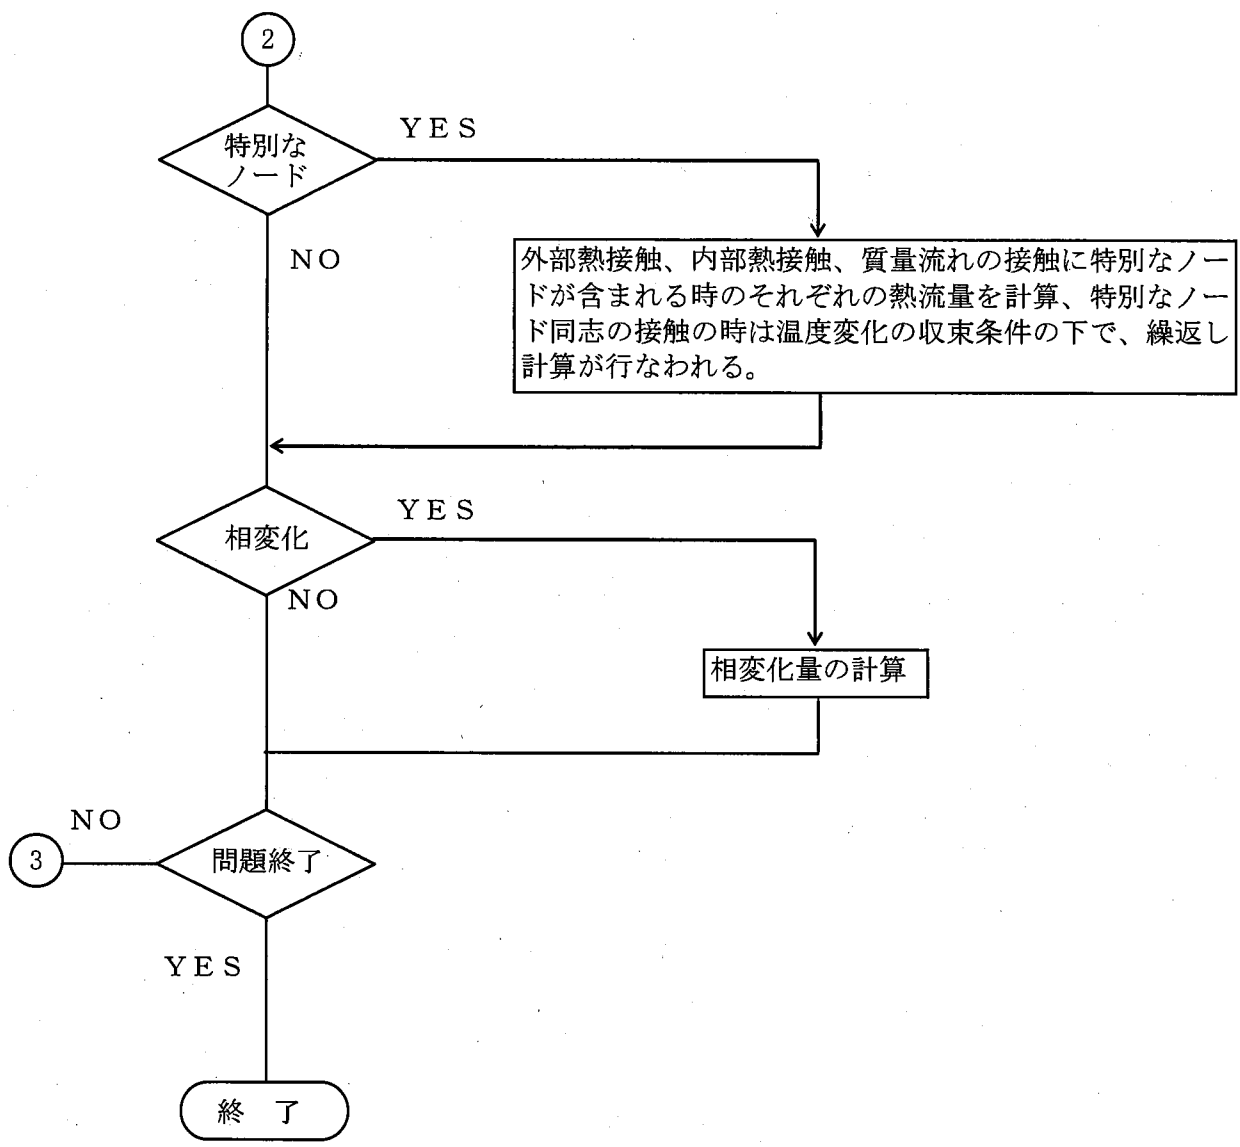 2
YES
特別な
ノード
NO
外部熱接触、内部熱接触、質量流れの接触に特別なノー
ドが含まれる時のそれぞれの熱流量を計算、特別なノー
ド同志の接触の時は温度変化の収束条件の下で、繰返し
計算が行なわれる。
YES
相変化
NO
相変化量の計算
NO
3
問題終了
YES
終 了